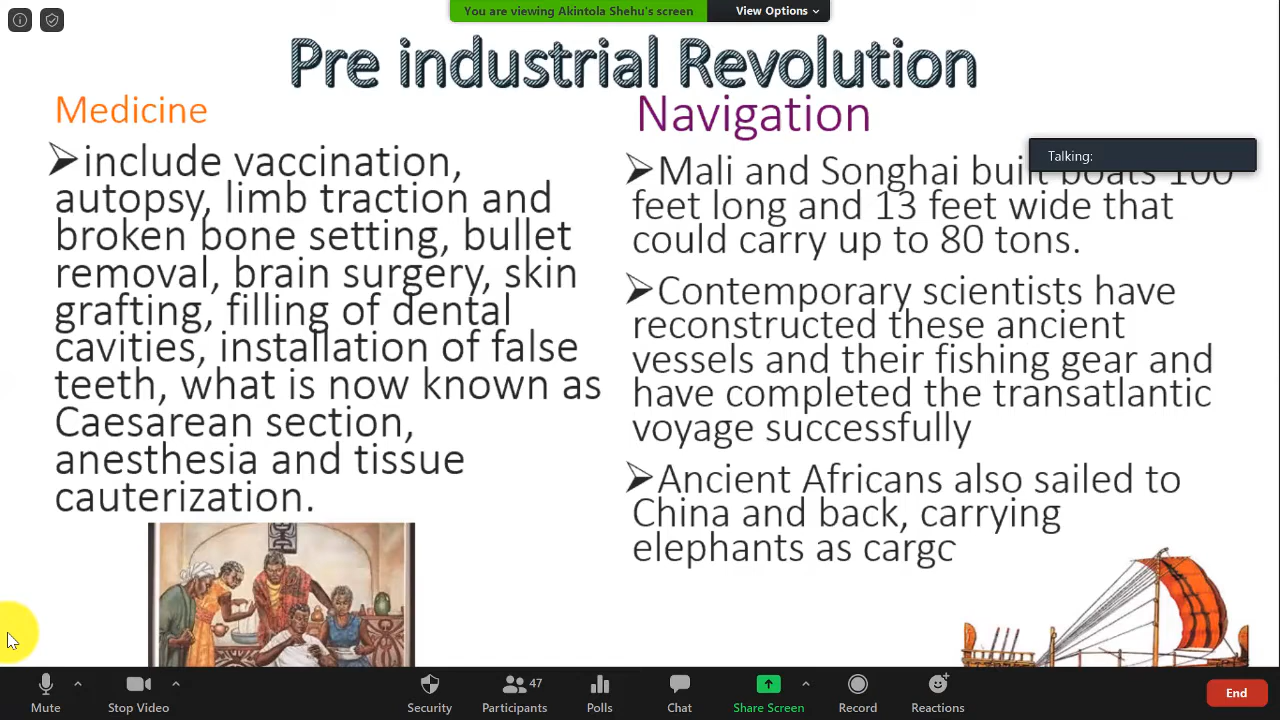 You are viewing Akintola Shehu's screen
View Options
Pre industrial Revolution
Medicine
include vaccination,
autopsy, limb traction and
broken bone setting, bullet
removal, brain surgery, skin
grafting, filling of dental
cavities, installation of false
teeth, what is now known as
Caesarean section,
anesthesia and tissue
cauterization.
Navigation
Talking:
Mali and Songhai built boats 100
feet long and 13 feet wide that
could carry up to 80 tons.
Contemporary scientists have
reconstructed these ancient
vessels and their fishing gear and
have completed the transatlantic
voyage successfully
Ancient Africans also sailed to
China and back, carrying
elephants as cargc
Mute
Stop Video
Security
47
Participants
Polls
Chat
Share Screen
Record
Reactions
End